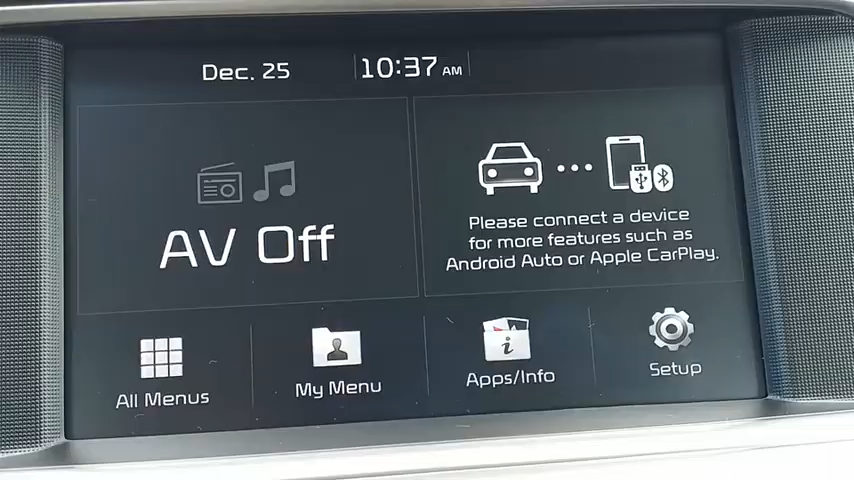 Dec. 25
10:37 AM
AV Off
Please connect a device
for more features such as
Android Auto or Apple CarPlay.
All Menus
My Menu
Apps/Info
Setup